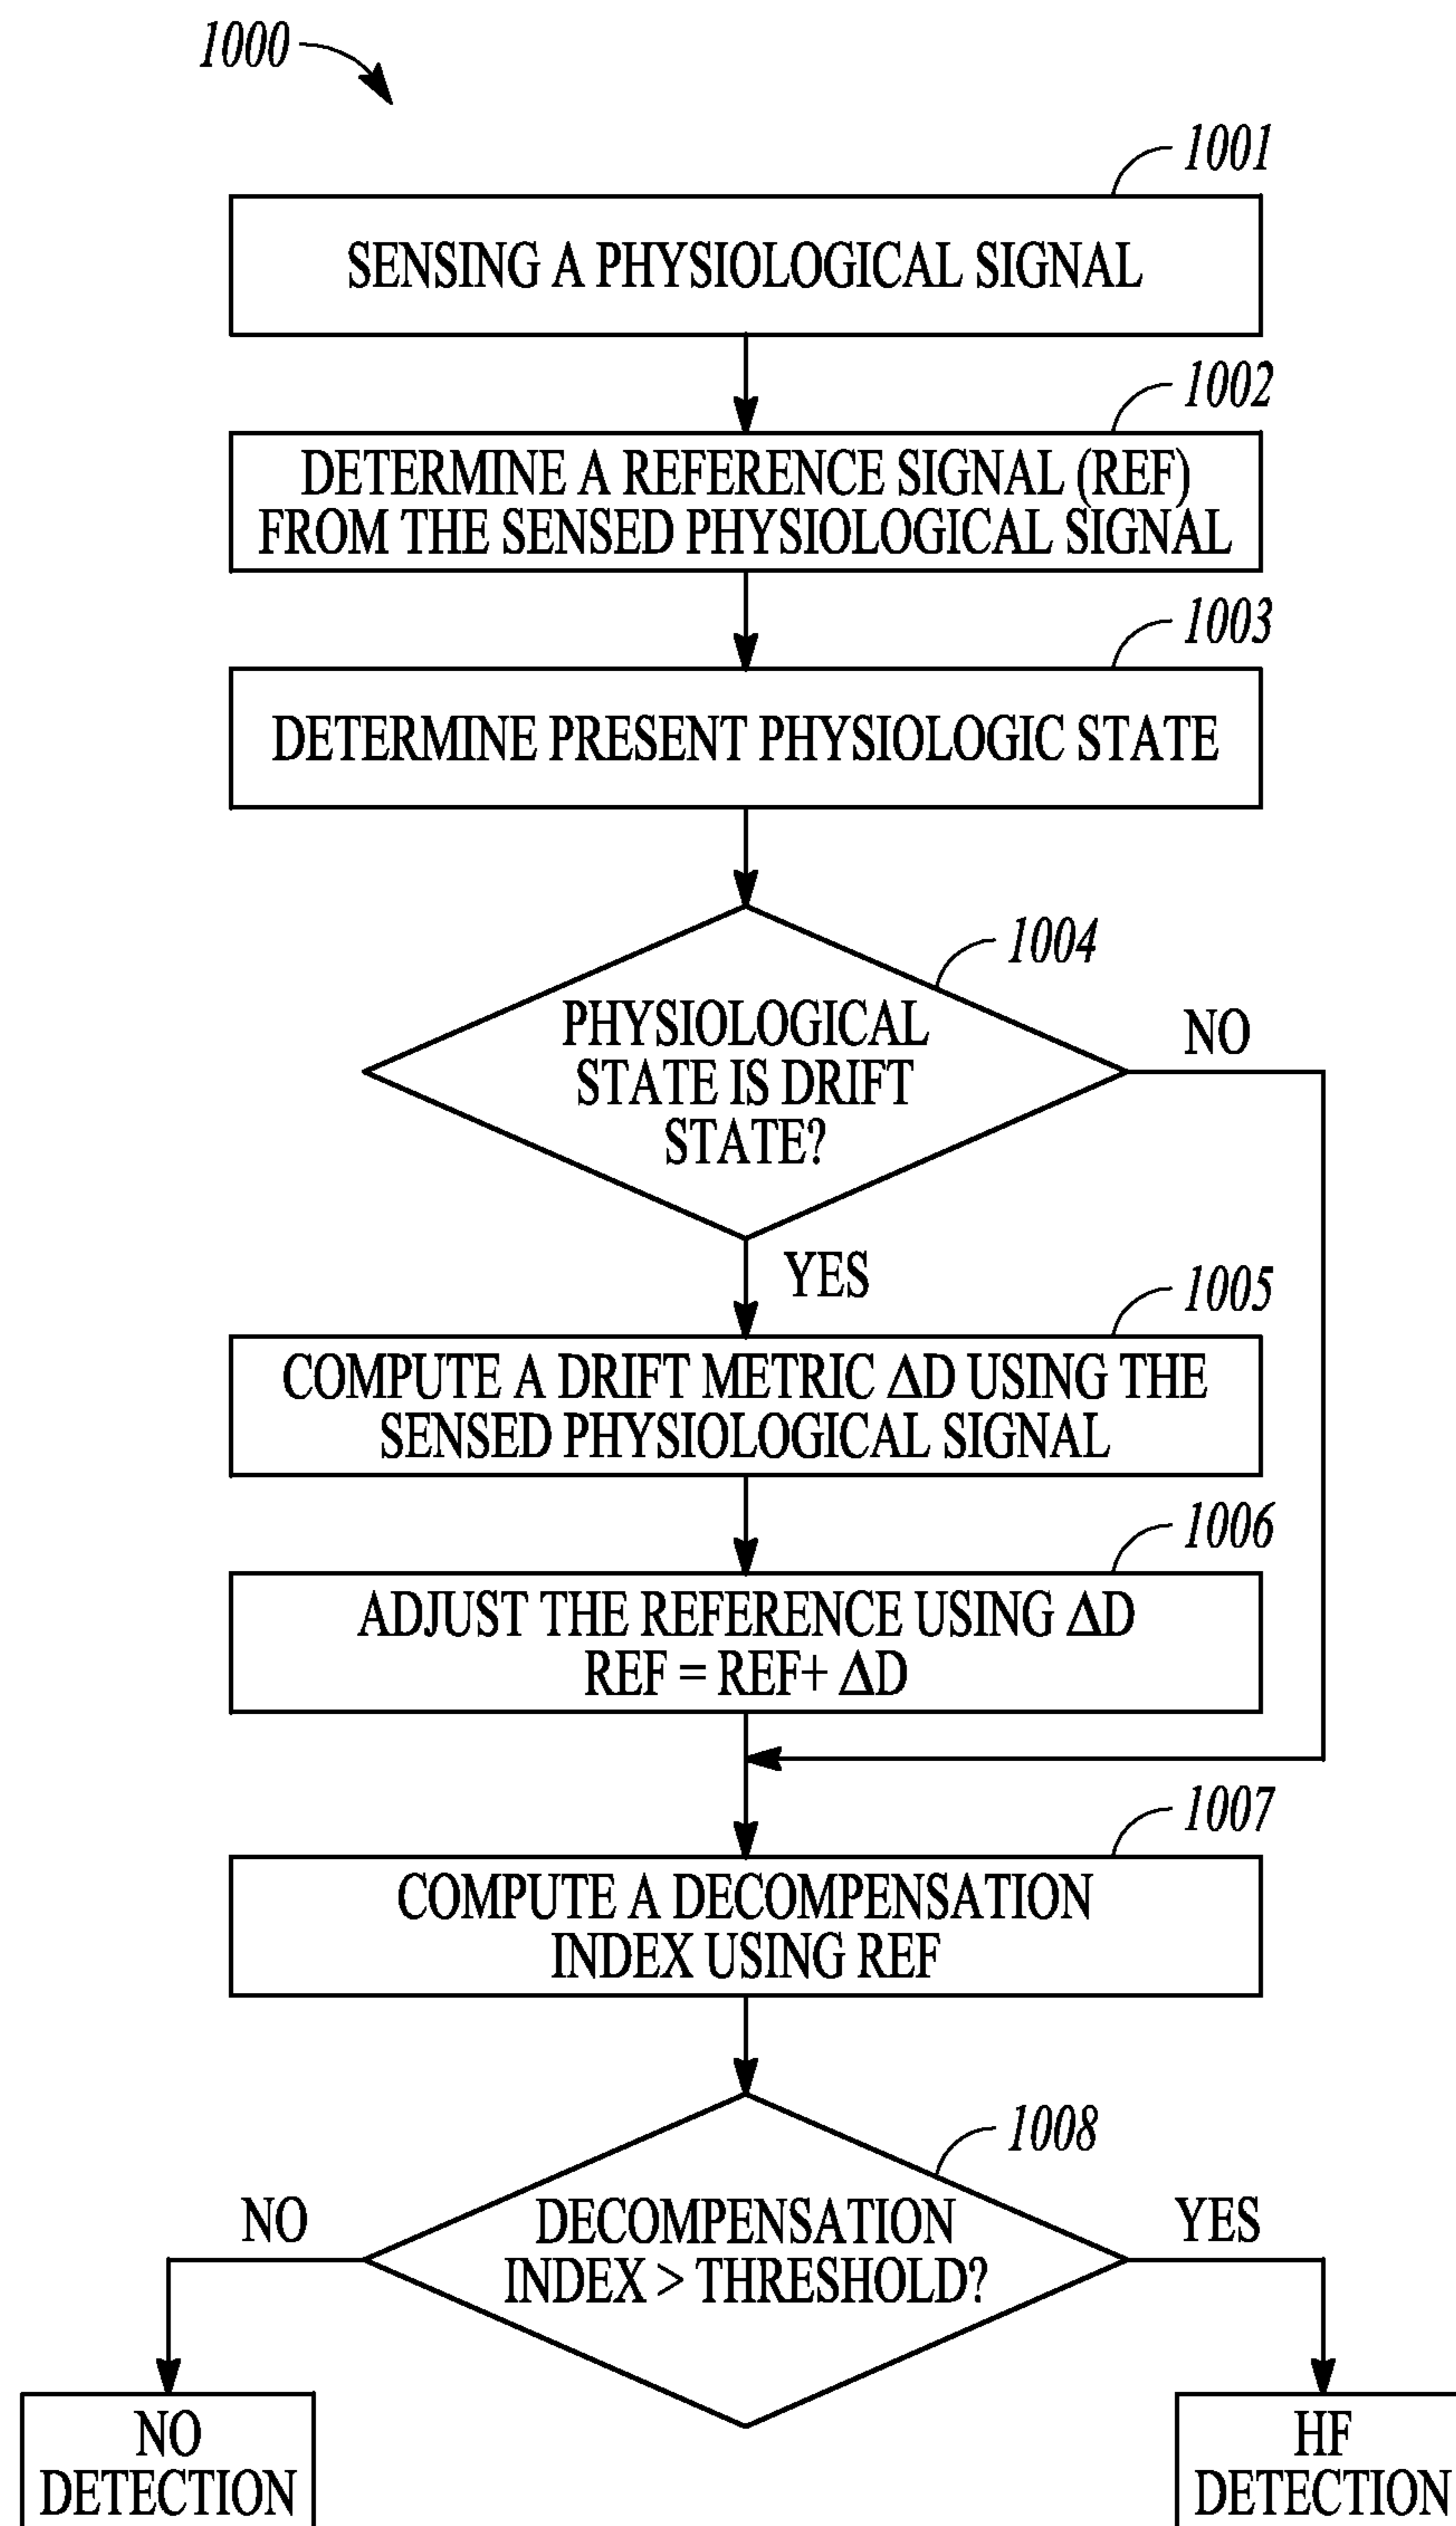 1000
1001
SENSING A PHYSIOLOGICAL SIGNAL
1002
DETERMINE A REFERENCE SIGNAL (REF)
FROM THE SENSED PHYSIOLOGICAL SIGNAL
1003
DETERMINE PRESENT PHYSIOLOGIC STATE
1004
PHYSIOLOGICAL
STATE IS DRIFT
STATE?
NO
YES
1005
COMPUTE A DRIFT METRIC ΔD USING THE
SENSED PHYSIOLOGICAL SIGNAL
1006
ADJUST THE REFERENCE USING ΔD
REF = REF+ ΔD
1007
COMPUTE A DECOMPENSATION
INDEX USING REF
1008
DECOMPENSATION
INDEX > THRESHOLD?
NO
YES
NO
DETECTION
HF
DETECTION